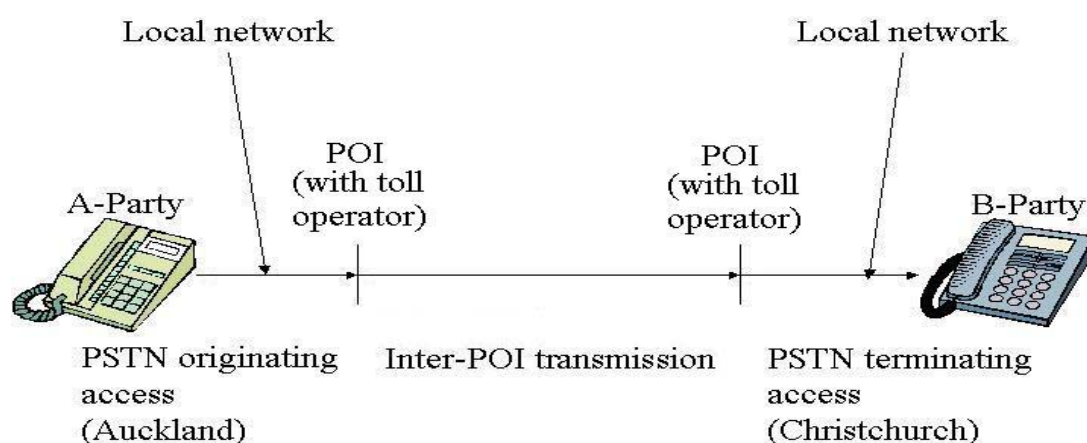 Local network
Local network
POI
(with toll
operator)
POI
(with toll
operator)
A-Party
B-Party
PSTN originating
access
(Auckland)
Inter-POI transmission
PSTN terminating
access
(Christchurch)